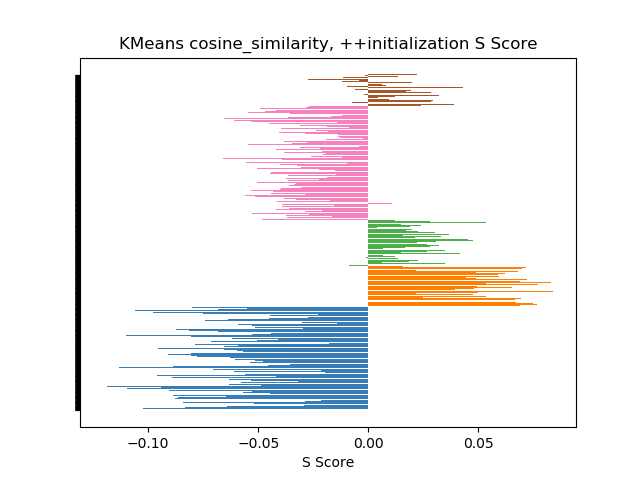 KMeans cosine_similarity, ++initialization S Score
−0.10 −0.05 0.00 0.05
S Score